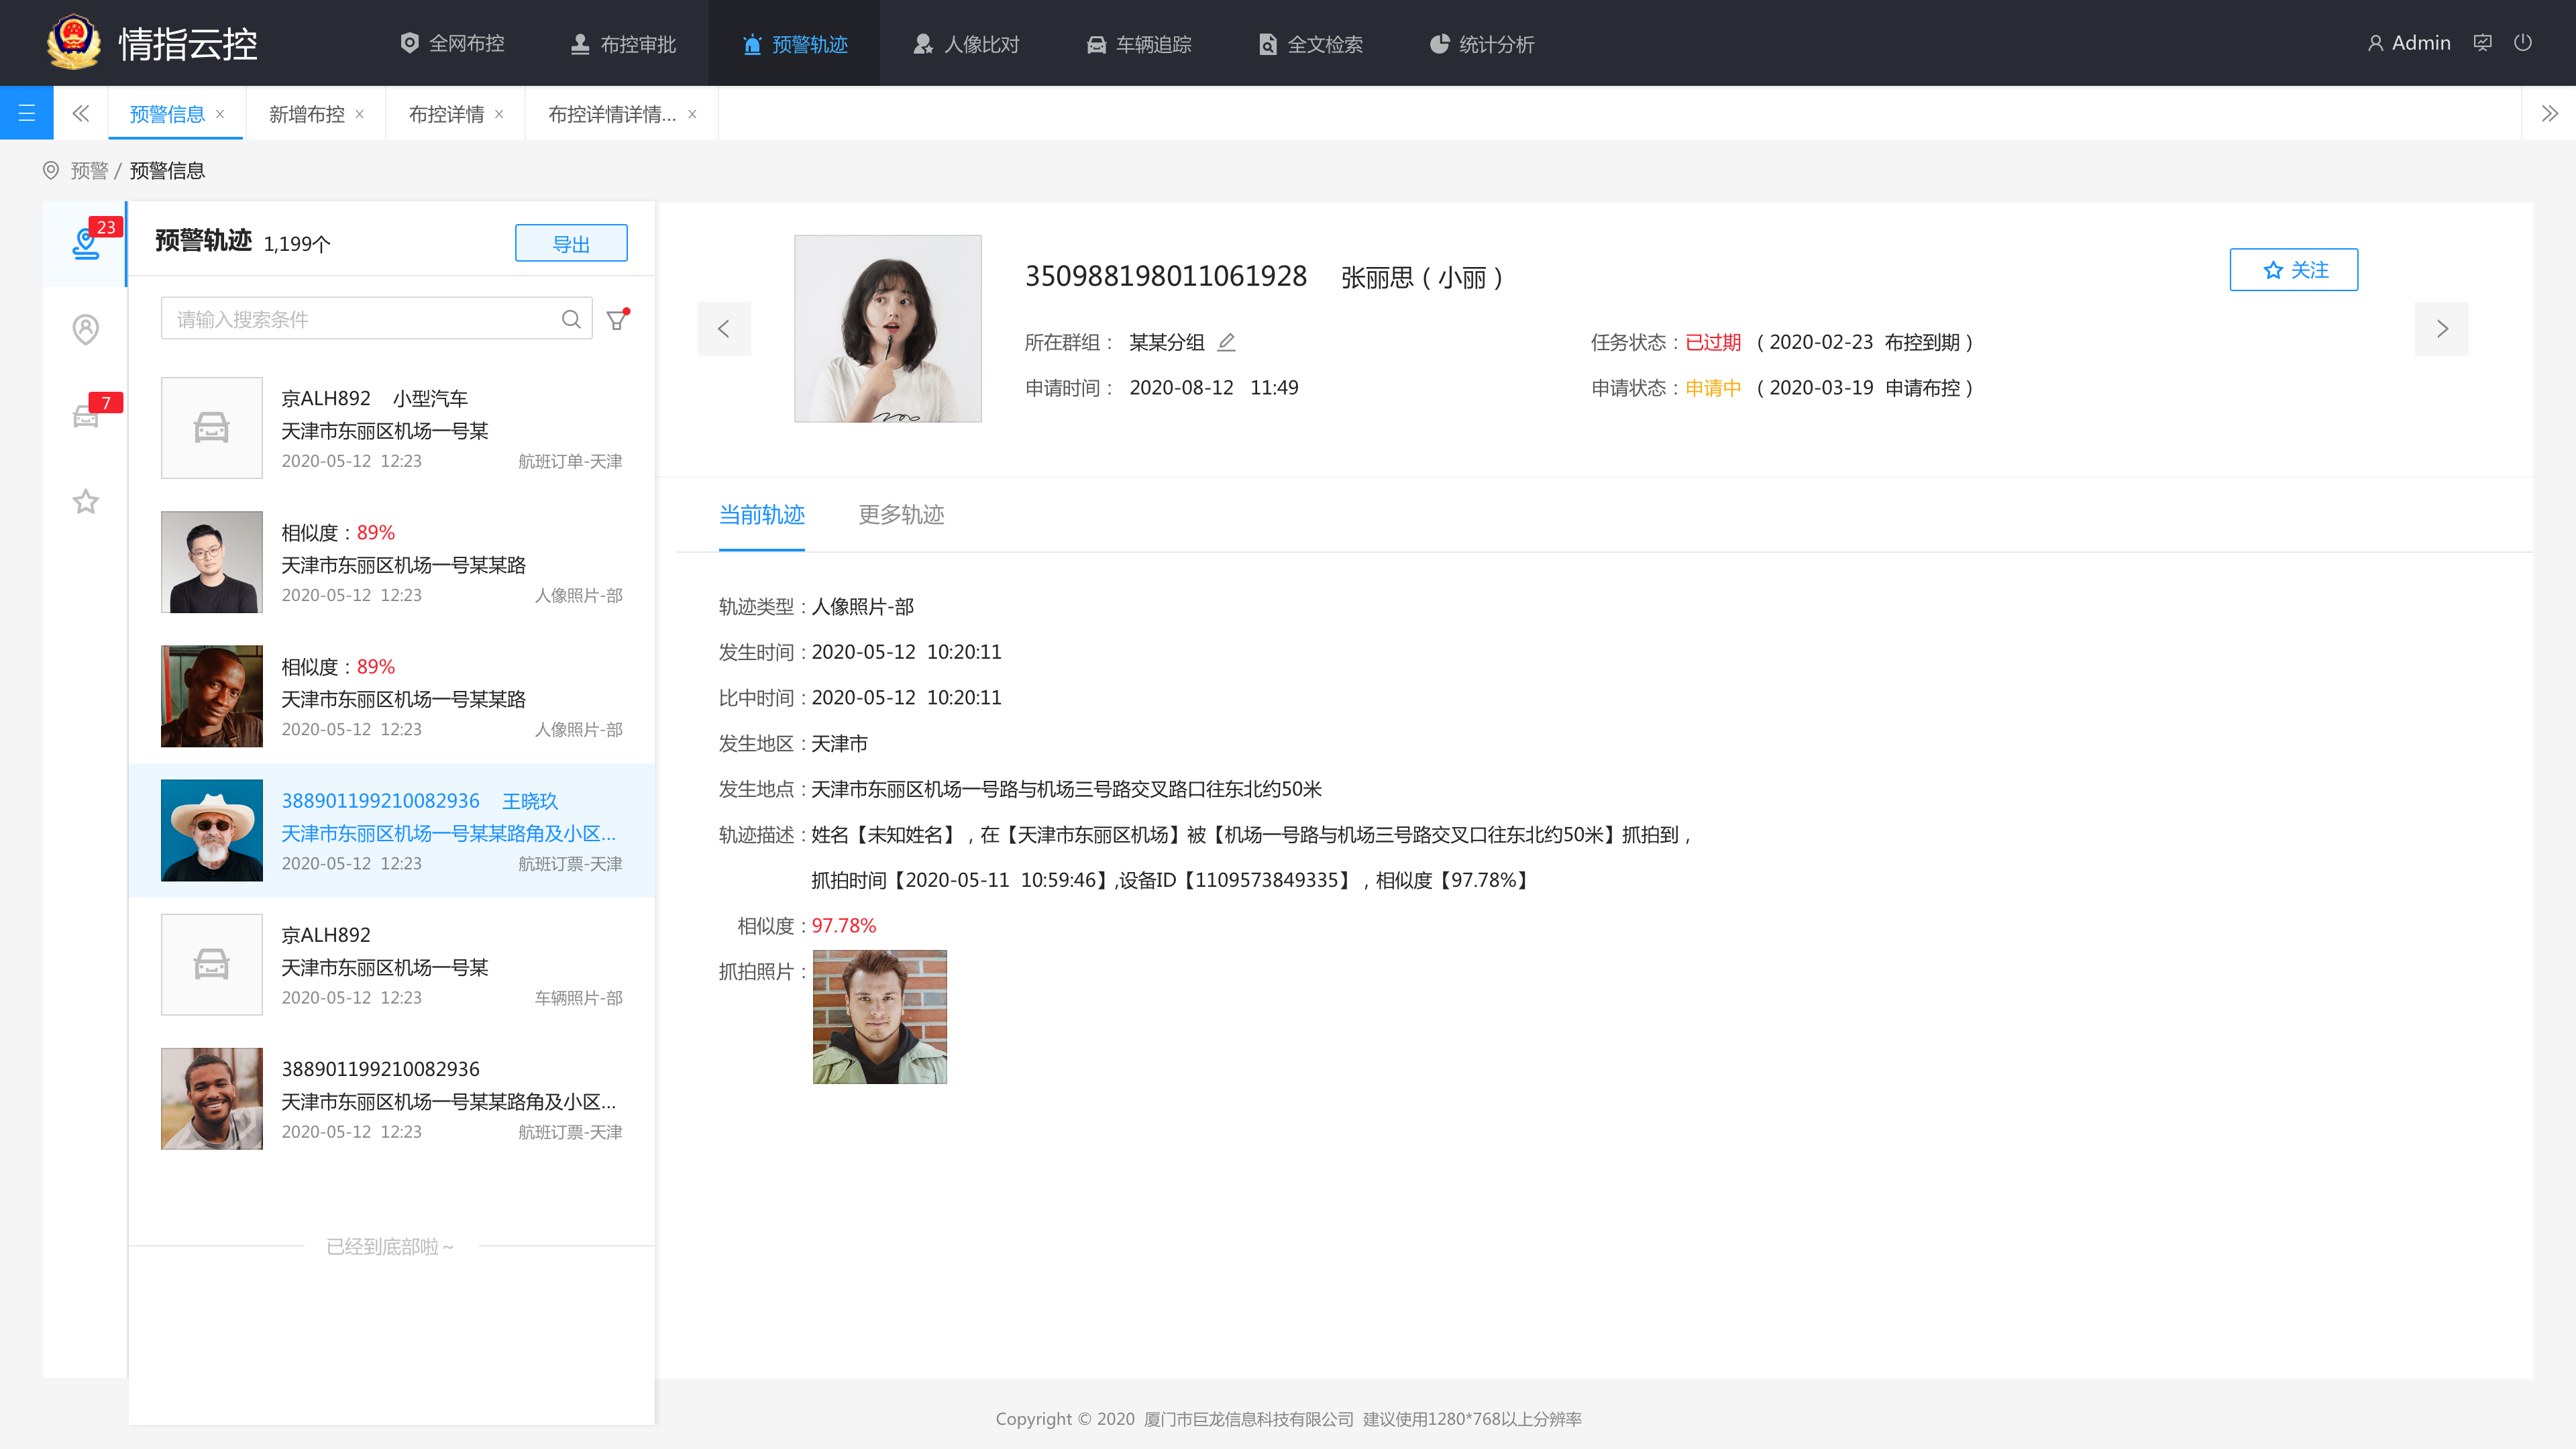 情指云控
全网布控
布控审批
预警轨迹
人像比对
车辆追踪
全文检索
统计分析
Admin
预警信息 ×
新增布控 ×
布控详情 ×
布控详情详情... ×
预警 / 预警信息
23
7
预警轨迹 1,199个
导出
请输入搜索条件
京ALH892 小型汽车
天津市东丽区机场一号某
2020-05-12 12:23 航班订单-天津
相似度：89%
天津市东丽区机场一号某某路
2020-05-12 12:23 人像照片-部
相似度：89%
天津市东丽区机场一号某某路
2020-05-12 12:23 人像照片-部
388901199210082936 王晓玖
天津市东丽区机场一号某某路角及小区...
2020-05-12 12:23 航班订票-天津
京ALH892
天津市东丽区机场一号某
2020-05-12 12:23 车辆照片-部
388901199210082936
天津市东丽区机场一号某某路角及小区...
2020-05-12 12:23 航班订票-天津
已经到底部啦～
350988198011061928 张丽思（小丽）
关注
所在群组： 某某分组
任务状态：已过期 （2020-02-23 布控到期）
申请时间： 2020-08-12 11:49
申请状态：申请中 （2020-03-19 申请布控）
当前轨迹
更多轨迹
轨迹类型：人像照片-部
发生时间：2020-05-12 10:20:11
比中时间：2020-05-12 10:20:11
发生地区：天津市
发生地点：天津市东丽区机场一号路与机场三号路交叉路口往东北约50米
轨迹描述：姓名【未知姓名】，在【天津市东丽区机场】被【机场一号路与机场三号路交叉口往东北约50米】抓拍到，
抓拍时间【2020-05-11 10:59:46】,设备ID【1109573849335】，相似度【97.78%】
相似度：97.78%
抓拍照片：
Copyright © 2020 厦门市巨龙信息科技有限公司 建议使用1280*768以上分辨率